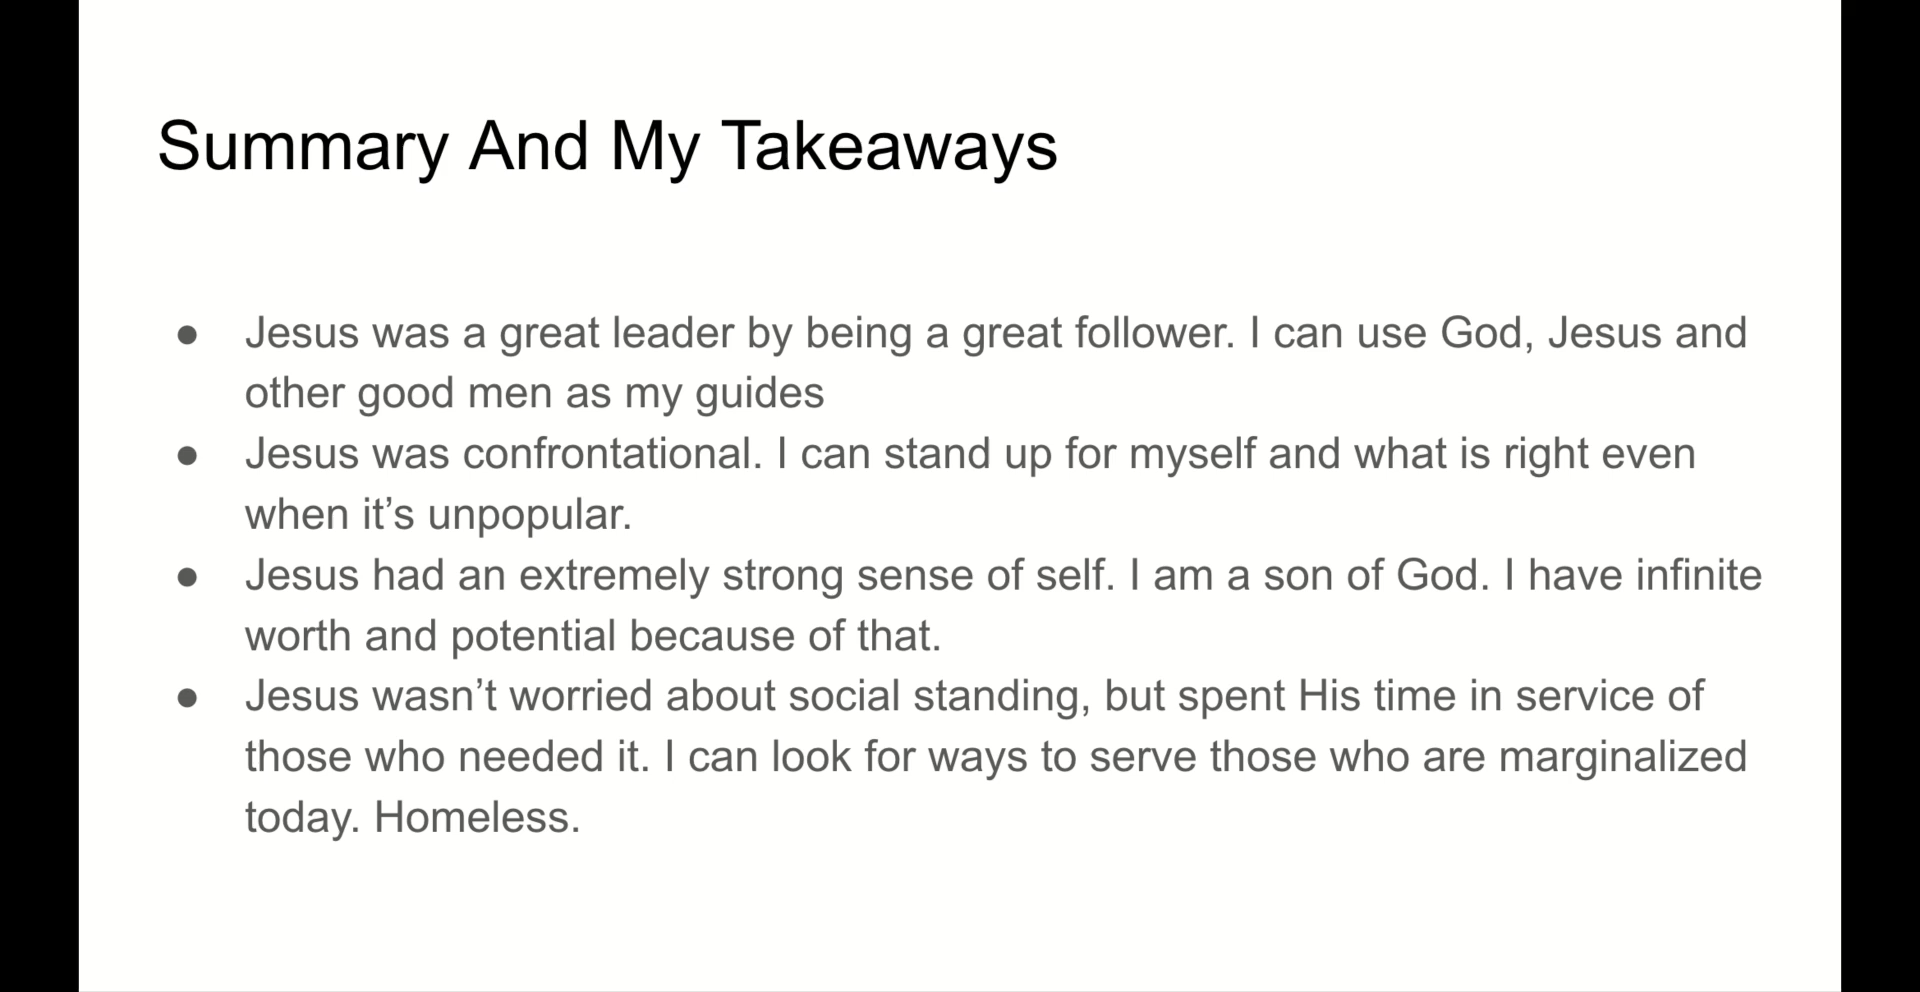 Summary And My Takeaways
● Jesus was a great leader by being a great follower. I can use God, Jesus and
other good men as my guides
● Jesus was confrontational. I can stand up for myself and what is right even
when it’s unpopular.
● Jesus had an extremely strong sense of self. I am a son of God. I have infinite
worth and potential because of that.
● Jesus wasn’t worried about social standing, but spent His time in service of
those who needed it. I can look for ways to serve those who are marginalized
today. Homeless.